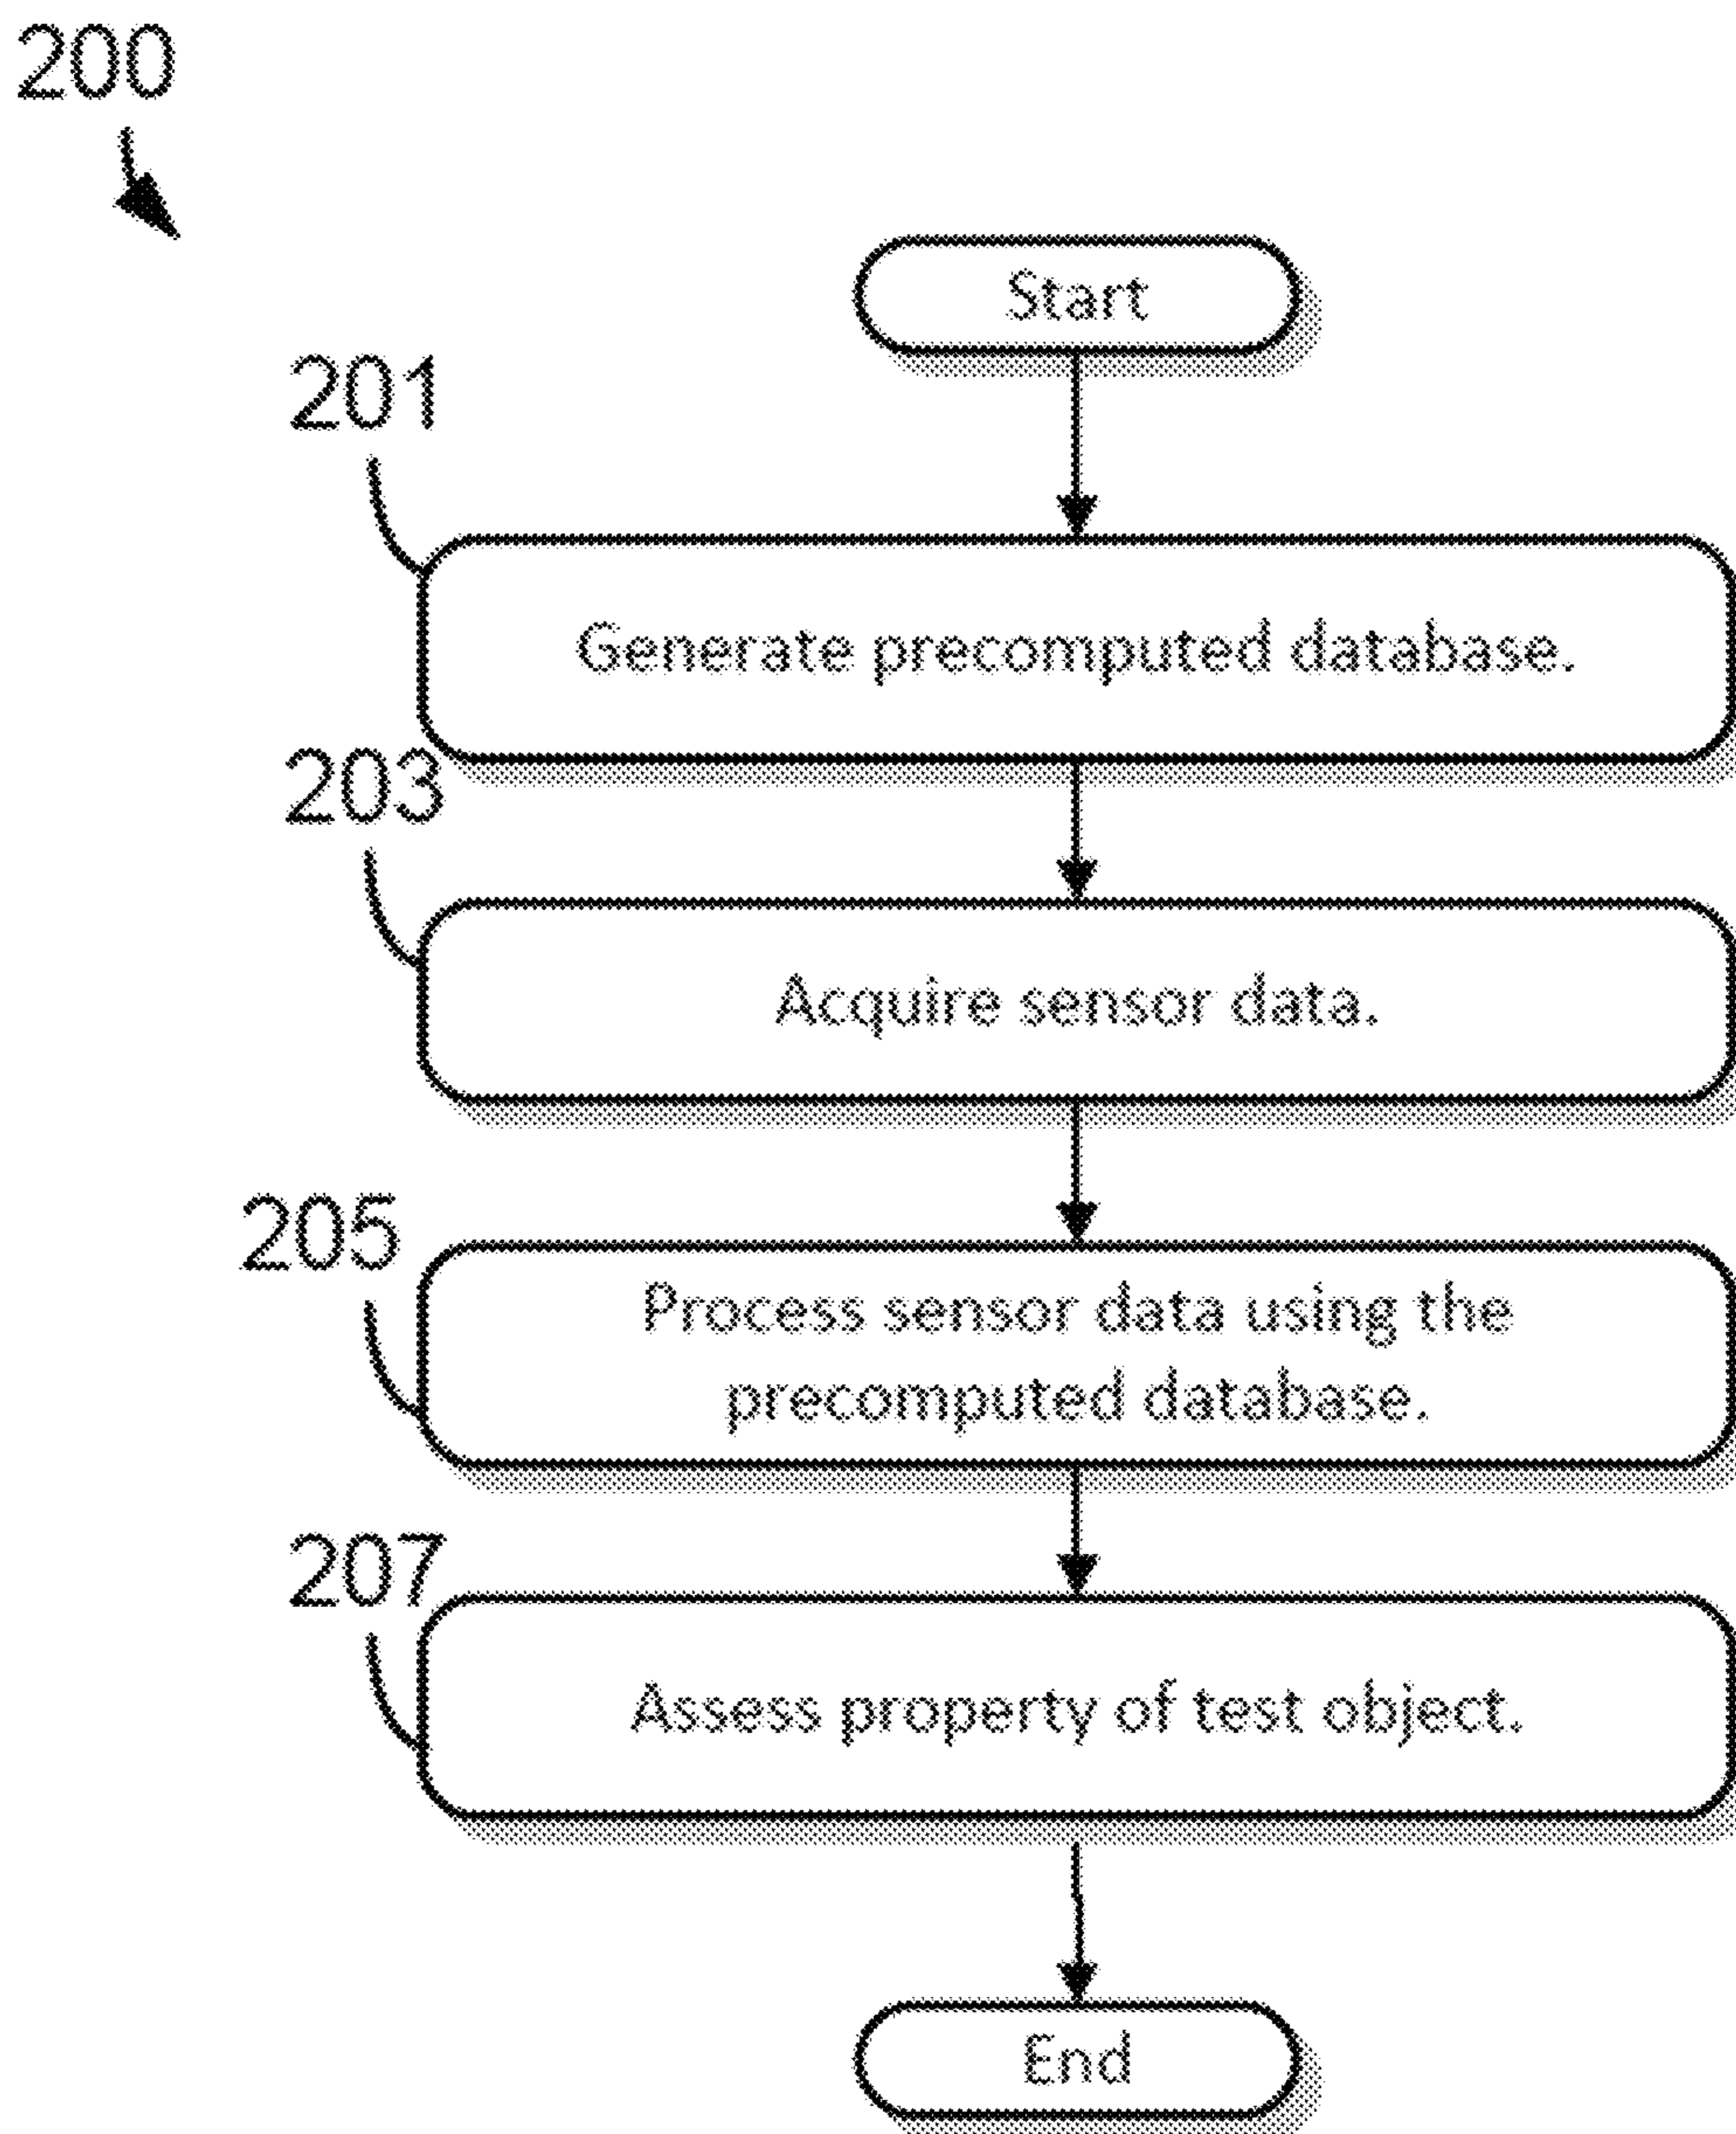 200
Start
201
Generate precomputed database.
203
Acquire sensor data.
205
Process sensor data using the
precomputed database.
207
Assess property of test object.
End